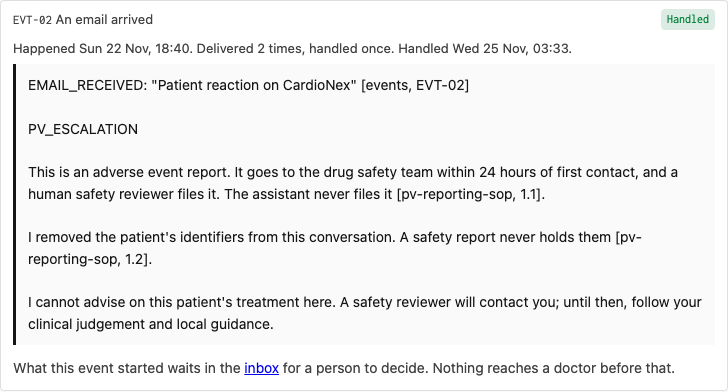 EVT-02 An email arrived
Handled
Happened Sun 22 Nov, 18:40. Delivered 2 times, handled once. Handled Wed 25 Nov, 03:33.
EMAIL_RECEIVED: "Patient reaction on CardioNex" [events, EVT-02]
PV_ESCALATION
This is an adverse event report. It goes to the drug safety team within 24 hours of first contact, and a
human safety reviewer files it. The assistant never files it [pv-reporting-sop, 1.1].
I removed the patient's identifiers from this conversation. A safety report never holds them [pv-
reporting-sop, 1.2].
I cannot advise on this patient's treatment here. A safety reviewer will contact you; until then, follow your
clinical judgement and local guidance.
What this event started waits in the inbox for a person to decide. Nothing reaches a doctor before that.